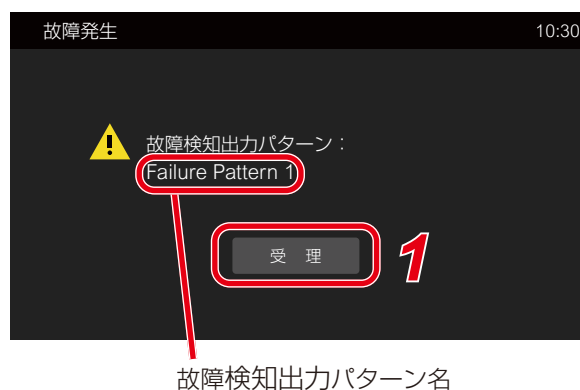 故障発生 10:30
故障検知出力パターン：
Failure Pattern 1
受 理
1
故障検知出力パターン名